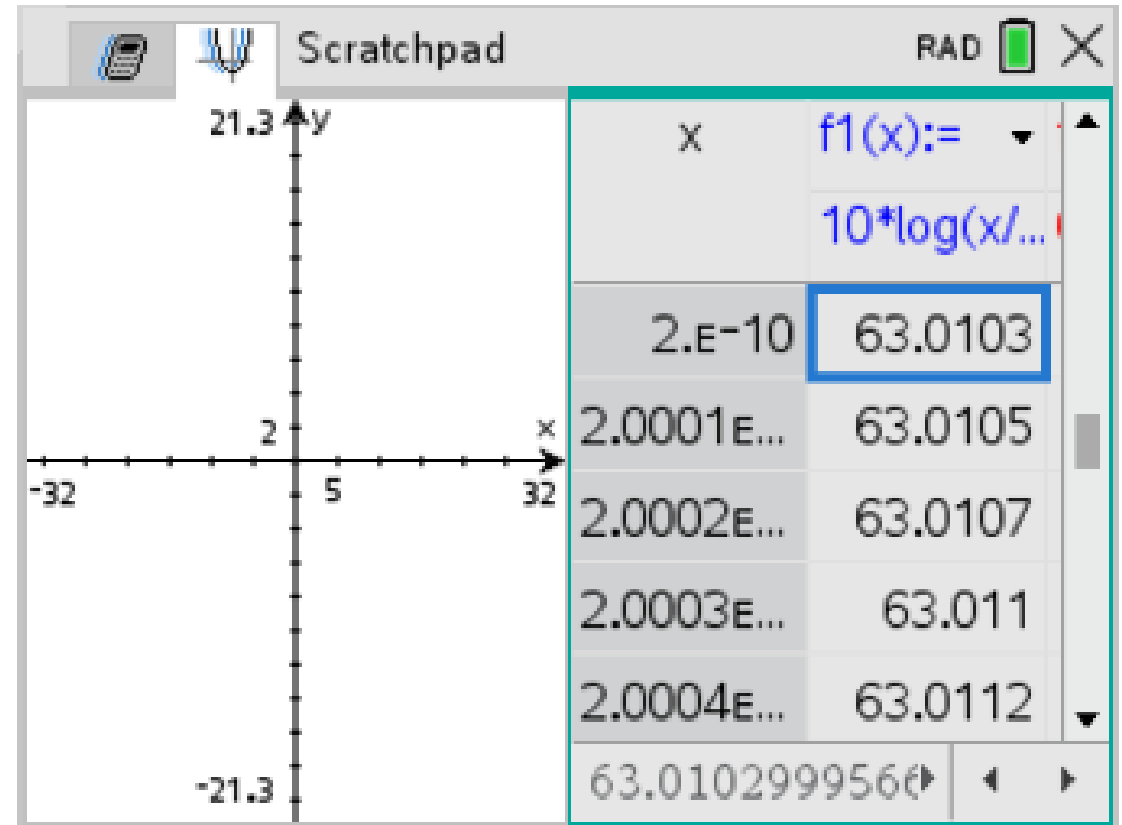 Scratchpad RAD
21.3 y
2 x
-32 5 32
-21.3
x f1(x):=
10*log(x/...
2.E-10 63.0103
2.0001E... 63.0105
2.0002E... 63.0107
2.0003E... 63.011
2.0004E... 63.0112
63.0102999566